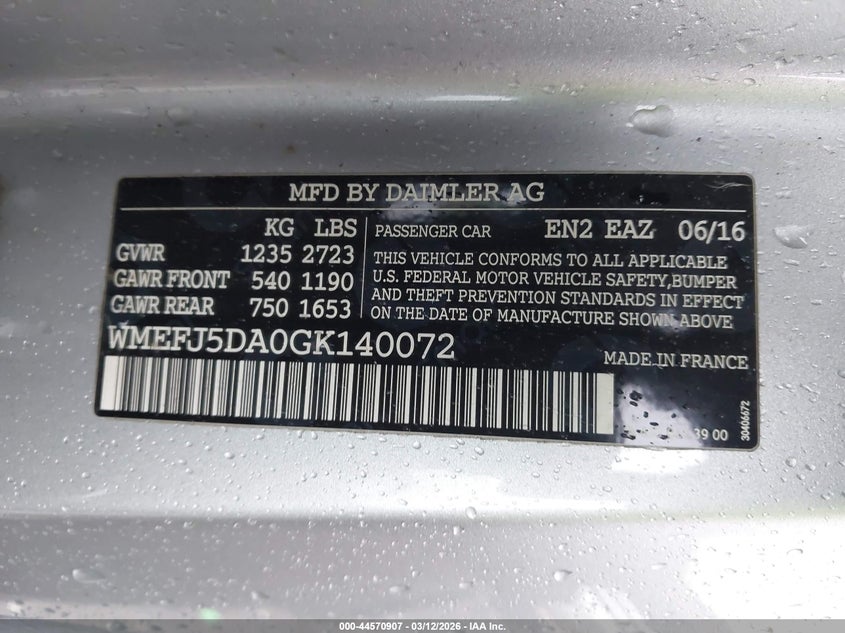 MFD BY DAIMLER AG
KG LBS
GVWR 1235 2723
GAWR FRONT 540 1190
GAWR REAR 750 1653
PASSENGER CAR EN2 EAZ 06/16
THIS VEHICLE CONFORMS TO ALL APPLICABLE
U.S. FEDERAL MOTOR VEHICLE SAFETY,BUMPER
AND THEFT PREVENTION STANDARDS IN EFFECT
ON THE DATE OF MANUFACTURE SHOWN ABOVE
WMEFJ5DA0GK140072
MADE IN FRANCE
39 00
30406672
000-44570907 - 03/12/2026 - IAA Inc.